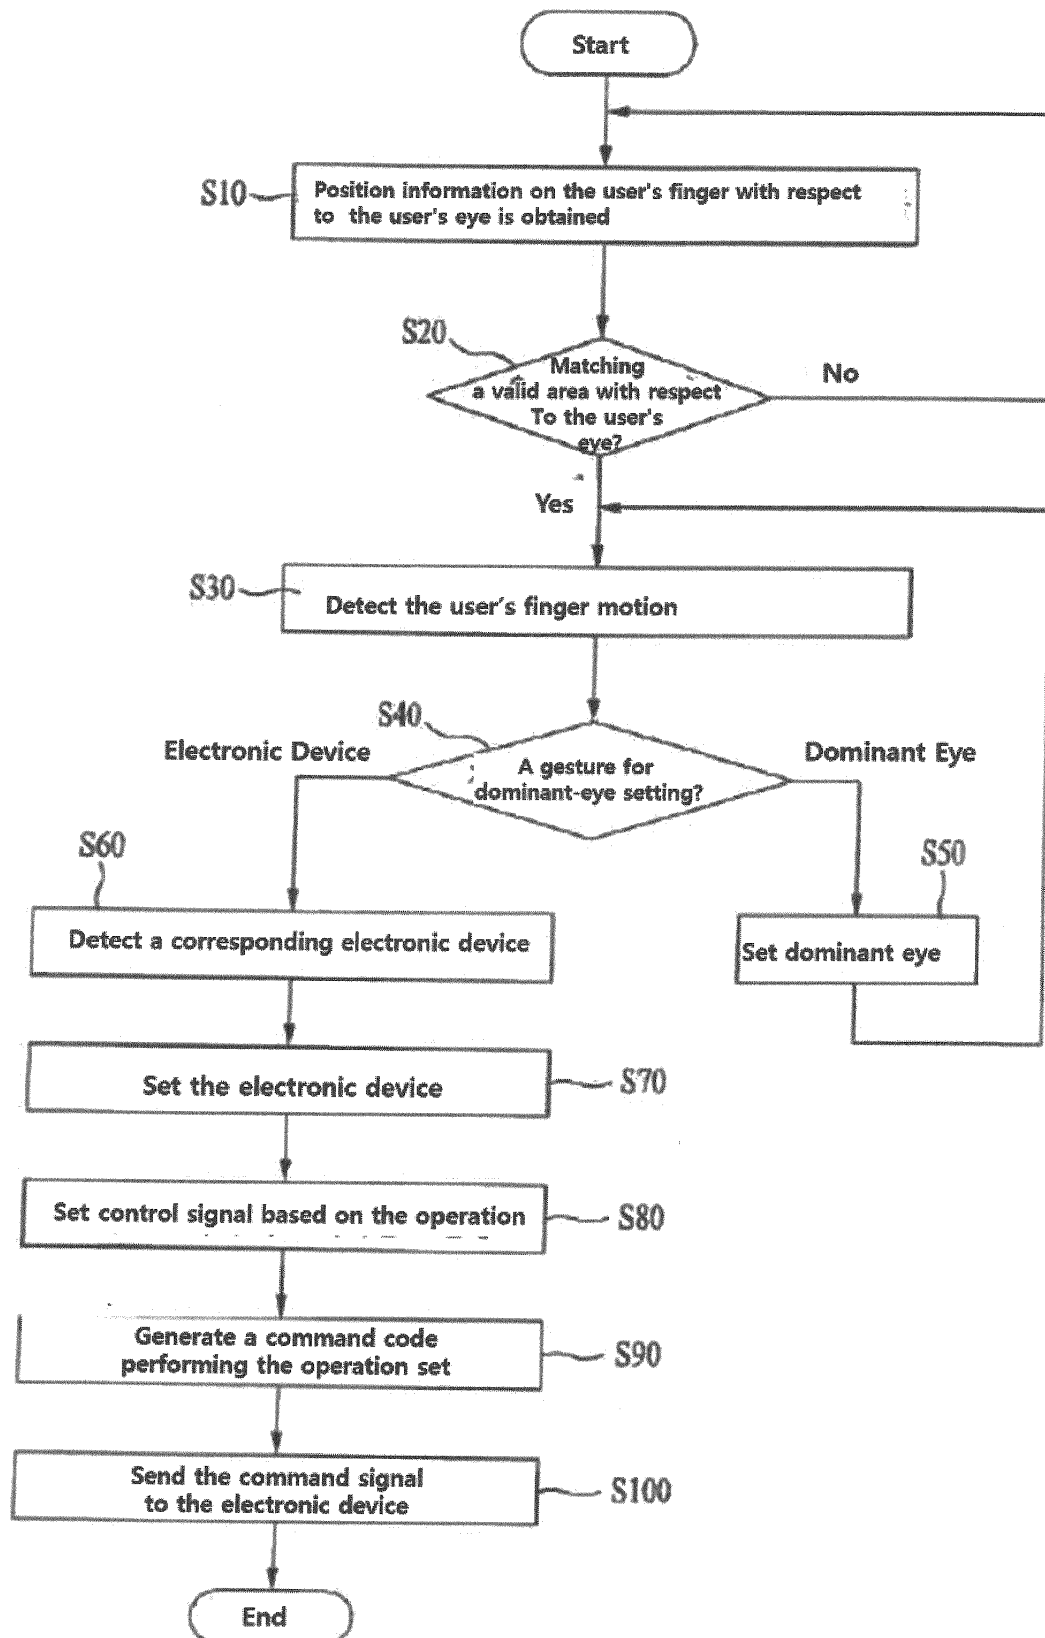 Start
S10
Position information on the user's finger with respect
to the user's eye is obtained
S20
Matching
a valid area with respect
To the user's
eye?
No
Yes
S30
Detect the user's finger motion
S40
Electronic Device
A gesture for
dominant-eye setting?
Dominant Eye
S60
Detect a corresponding electronic device
S50
Set dominant eye
Set the electronic device
S70
Set control signal based on the operation
S80
Generate a command code
performing the operation set
S90
Send the command signal
to the electronic device
S100
End